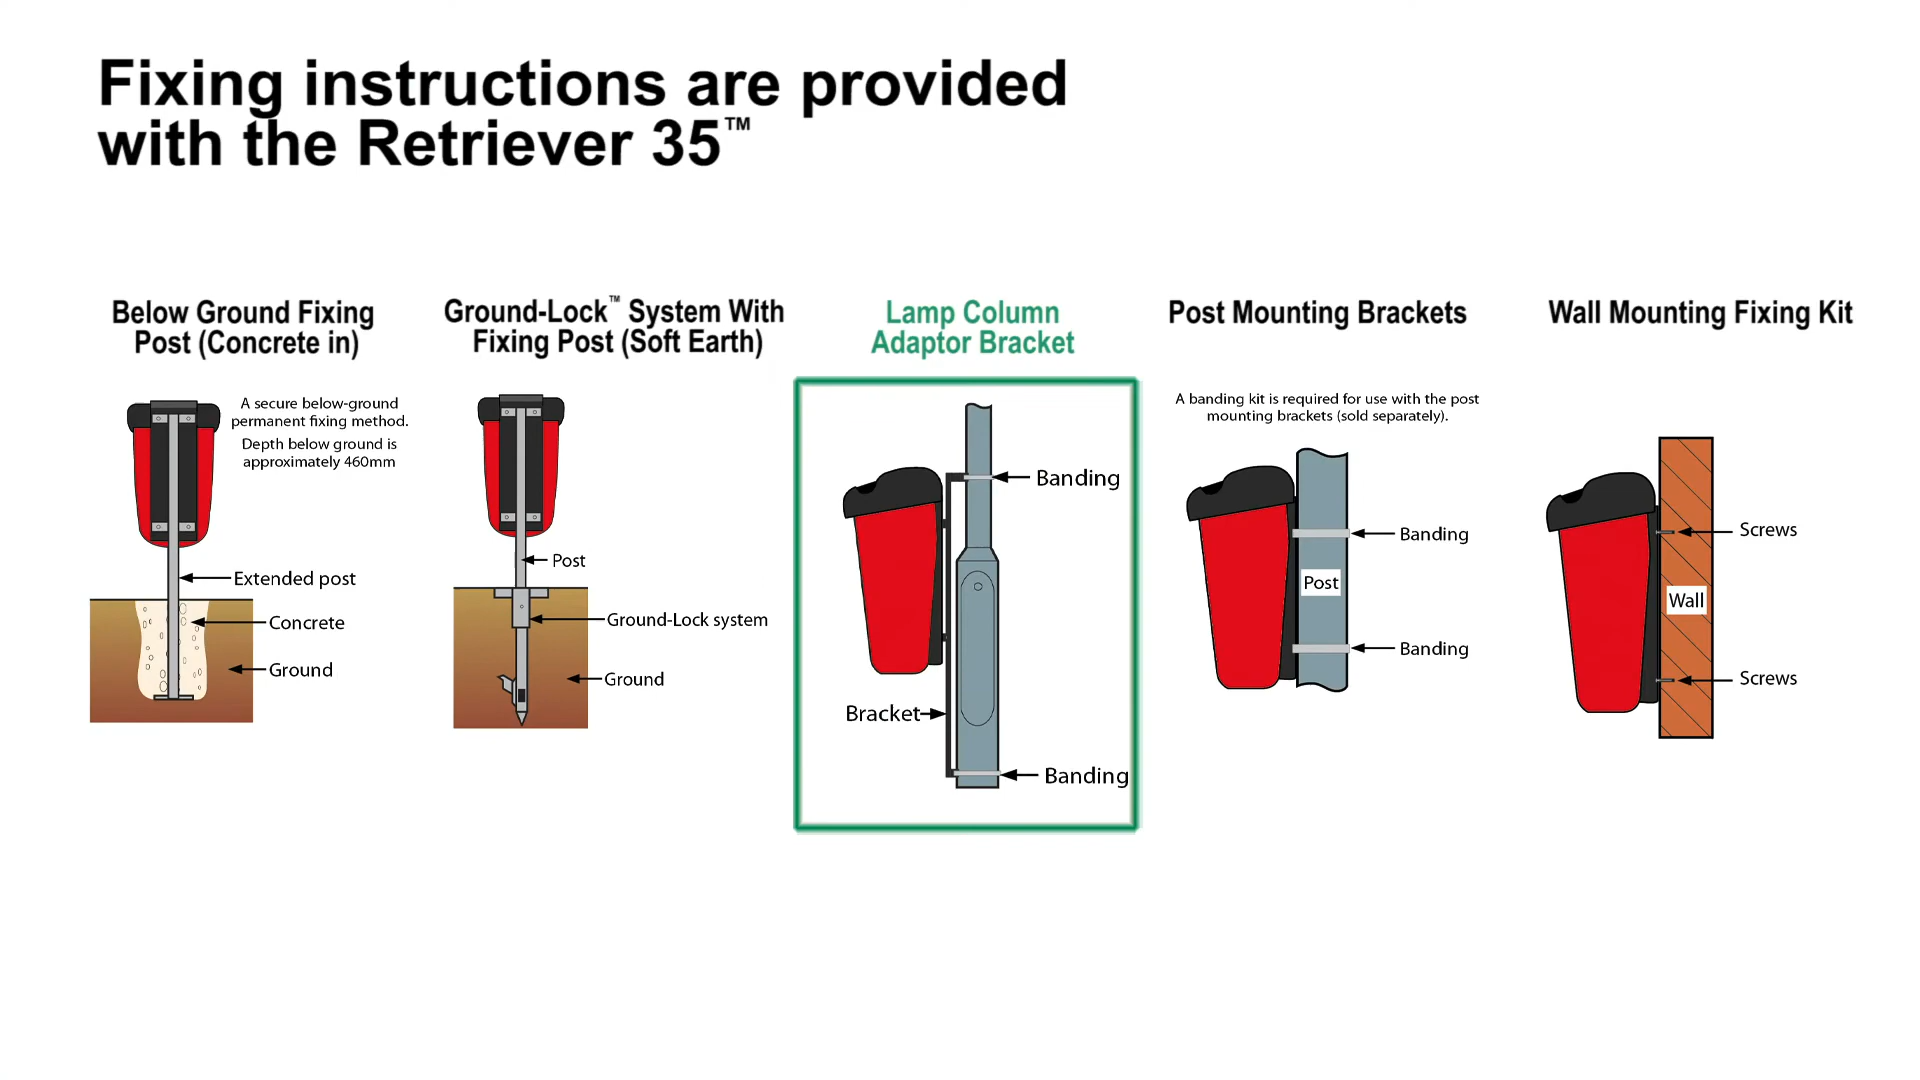 Fixing instructions are provided
with the Retriever 35™
Below Ground Fixing
Post (Concrete in)
A secure below-ground
permanent fixing method.
Depth below ground is
approximately 460mm
Extended post
Concrete
Ground
Ground-Lock™ System With
Fixing Post (Soft Earth)
Post
Ground-Lock system
Ground
Lamp Column
Adaptor Bracket
Banding
Bracket
Banding
Post Mounting Brackets
A banding kit is required for use with the post
mounting brackets (sold separately).
Banding
Post
Banding
Wall Mounting Fixing Kit
Screws
Wall
Screws